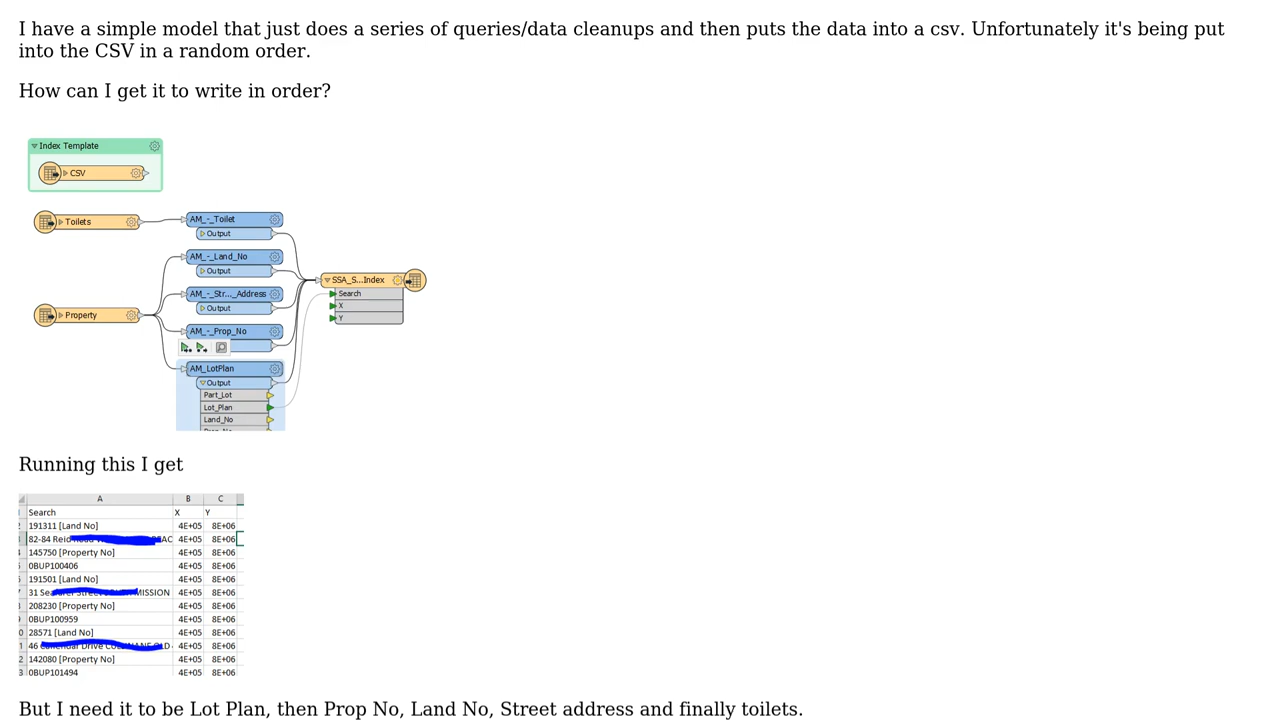 I have a simple model that just does a series of queries/data cleanups and then puts the data into a csv. Unfortunately it's being put
into the CSV in a random order.
How can I get it to write in order?
Index Template
CSV
Toilets
AM_-_Toilet
Output
AM_-_Land_No
Output
SSA_S...Index
AM_-_Str..._Address
Search
Output
X
Property
Y
AM_-_Prop_No
AM_LotPlan
Output
Part_Lot
Lot_Plan
Land_No
Running this I get
A B C
Search X Y
191311 [Land No] 4E+05 8E+06
82-84 Reid 4E+05 8E+06
145750 [Property No] 4E+05 8E+06
0BUP100406 4E+05 8E+06
191501 [Land No] 4E+05 8E+06
31 MISSION 4E+05 8E+06
208230 [Property No] 4E+05 8E+06
0BUP100959 4E+05 8E+06
28571 [Land No] 4E+05 8E+06
46 Drive 4E+05 8E+06
142080 [Property No] 4E+05 8E+06
0BUP101494 4E+05 8E+06
But I need it to be Lot Plan, then Prop No, Land No, Street address and finally toilets.